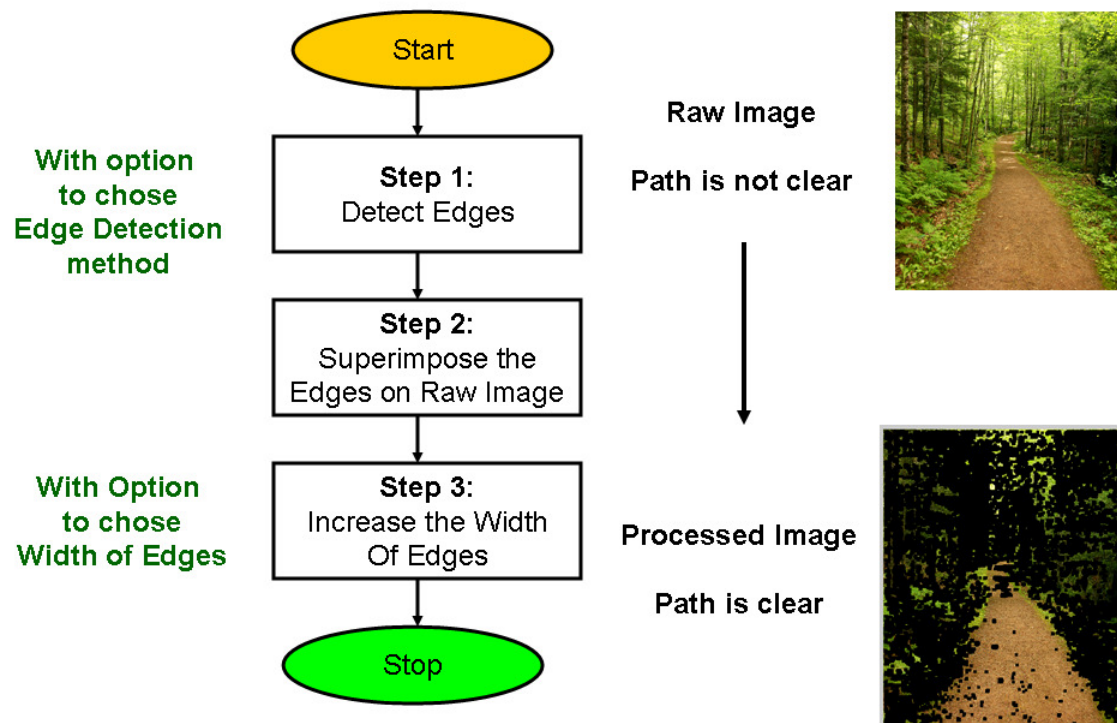 Start
With option
to chose
Edge Detection
method
Step 1:
Detect Edges
Step 2:
Superimpose the
Edges on Raw Image
With Option
to chose
Width of Edges
Step 3:
Increase the Width
Of Edges
Stop
Raw Image
Path is not clear
Processed Image
Path is clear